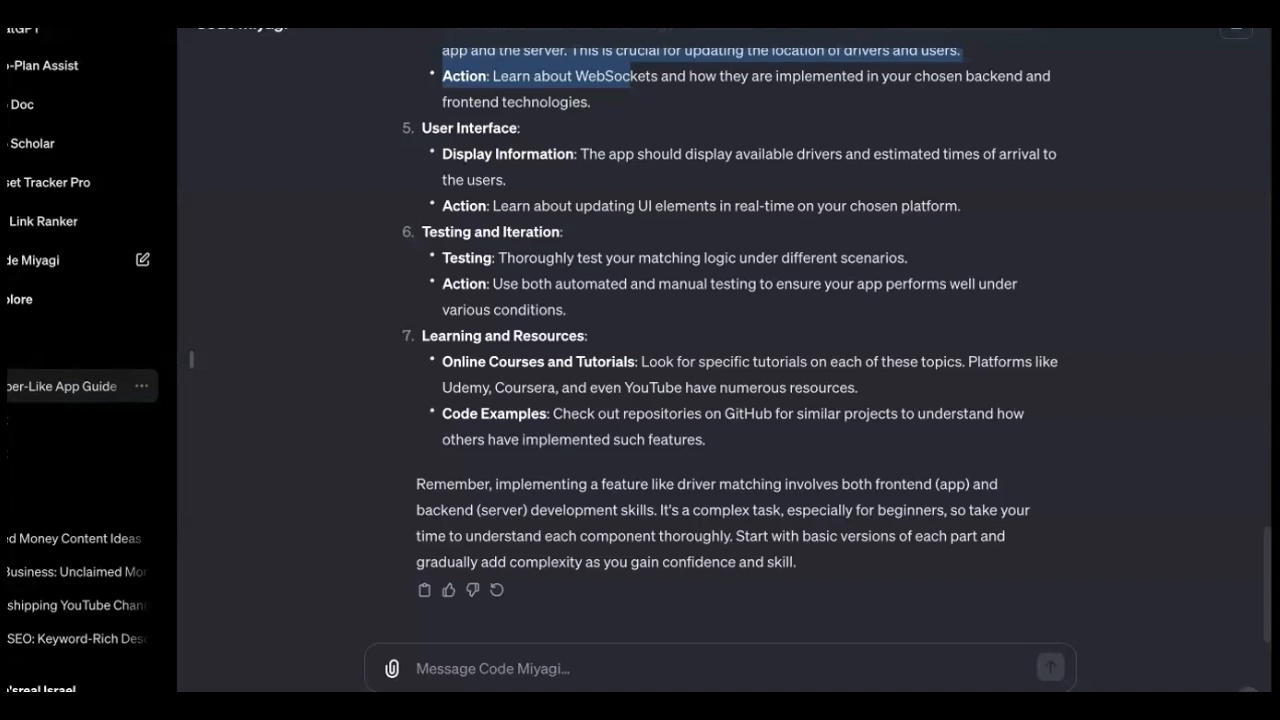 -Plan Assist
Doc
Scholar
set Tracker Pro
Link Ranker
de Miyagi
plore
per-Like App Guide
ed Money Content Ideas
Business: Unclaimed Mon
shipping YouTube Chan
SEO: Keyword-Rich Desc
n'sreal Israel
Code Miyagi
app and the server. This is crucial for updating the location of drivers and users.
• Action: Learn about WebSockets and how they are implemented in your chosen backend and
frontend technologies.
5. User Interface:
• Display Information: The app should display available drivers and estimated times of arrival to
the users.
• Action: Learn about updating UI elements in real-time on your chosen platform.
6. Testing and Iteration:
• Testing: Thoroughly test your matching logic under different scenarios.
• Action: Use both automated and manual testing to ensure your app performs well under
various conditions.
7. Learning and Resources:
• Online Courses and Tutorials: Look for specific tutorials on each of these topics. Platforms like
Udemy, Coursera, and even YouTube have numerous resources.
• Code Examples: Check out repositories on GitHub for similar projects to understand how
others have implemented such features.
Remember, implementing a feature like driver matching involves both frontend (app) and
backend (server) development skills. It's a complex task, especially for beginners, so take your
time to understand each component thoroughly. Start with basic versions of each part and
gradually add complexity as you gain confidence and skill.
Message Code Miyagi...